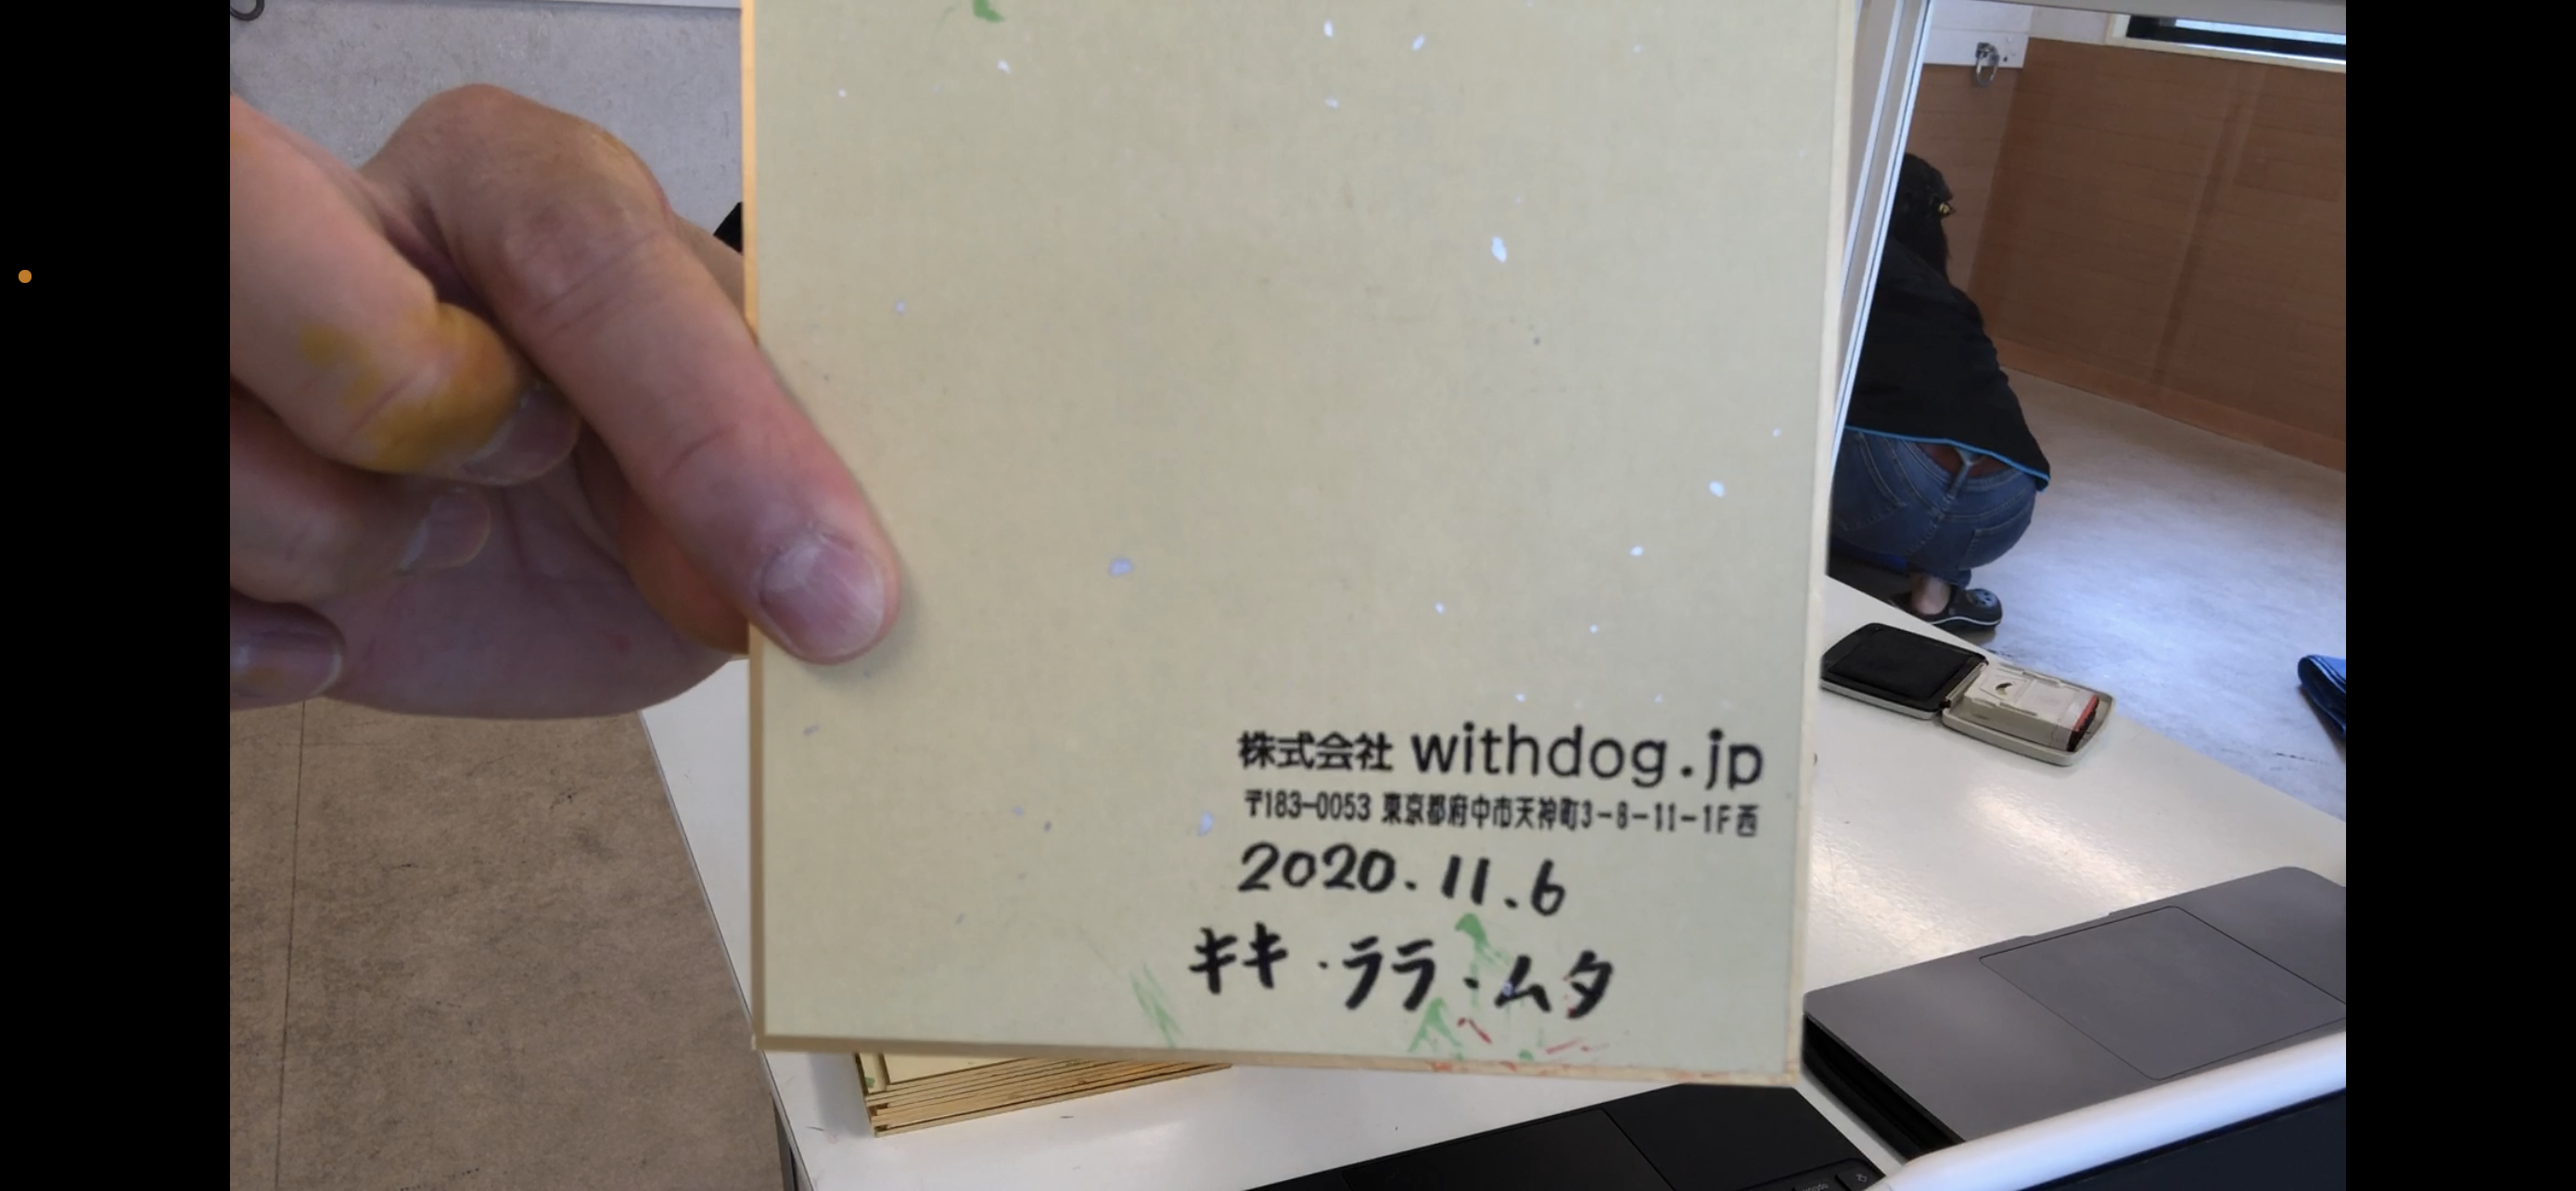 株式会社 withdog.jp
〒183-0053 東京都府中市天神町3-8-11-1F西
2020.11.6
キキ・ララ・ムタ